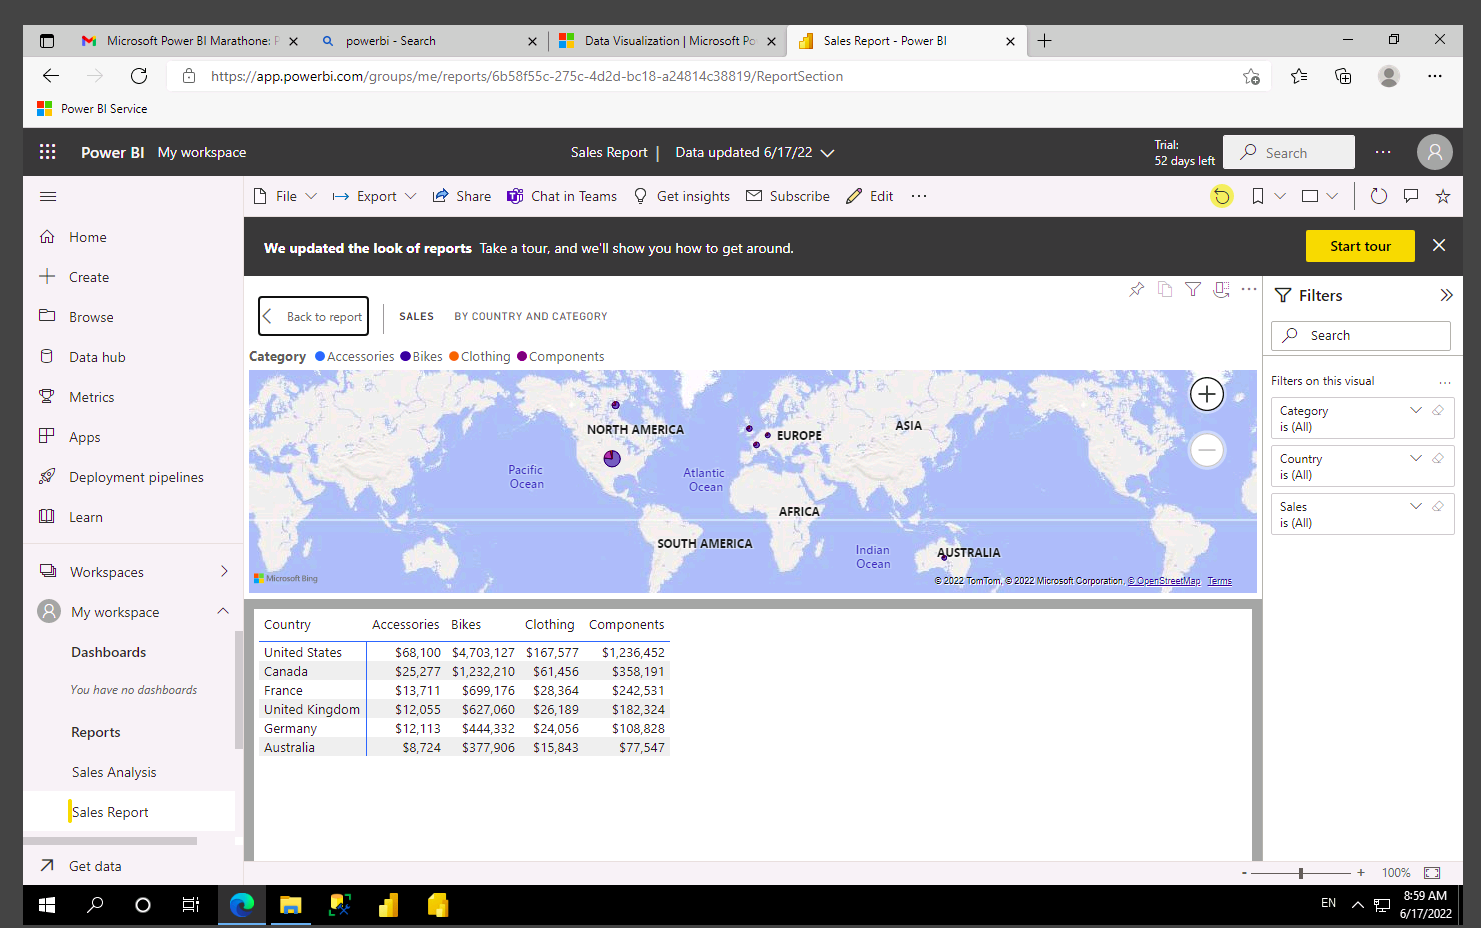 Microsoft Power BI Marathone: P
powerbi - Search
Data Visualization | Microsoft Po
Sales Report - Power BI
https://app.powerbi.com/groups/me/reports/6b58f55c-275c-4d2d-bc18-a24814c38819/ReportSection
Power BI Service
Power BI My workspace
Sales Report | Data updated 6/17/22
Trial:
52 days left
Search
File
Export
Share
Chat in Teams
Get insights
Subscribe
Edit
Home
Create
Browse
Data hub
Metrics
Apps
Deployment pipelines
Learn
Workspaces
My workspace
Dashboards
You have no dashboards
Reports
Sales Analysis
Sales Report
Get data
We updated the look of reports Take a tour, and we'll show you how to get around.
Start tour
Back to report
SALES BY COUNTRY AND CATEGORY
Category Accessories Bikes Clothing Components
NORTH AMERICA
EUROPE
ASIA
Pacific
Ocean
Atlantic
Ocean
AFRICA
SOUTH AMERICA
Indian
Ocean
AUSTRALIA
Microsoft Bing
© 2022 TomTom, © 2022 Microsoft Corporation, © OpenStreetMap Terms
Country Accessories Bikes Clothing Components
United States $68,100 $4,703,127 $167,577 $1,236,452
Canada $25,277 $1,232,210 $61,456 $358,191
France $13,711 $699,176 $28,364 $242,531
United Kingdom $12,055 $627,060 $26,189 $182,324
Germany $12,113 $444,332 $24,056 $108,828
Australia $8,724 $377,906 $15,843 $77,547
Filters
Search
Filters on this visual
Category
is (All)
Country
is (All)
Sales
is (All)
- + 100%
EN
8:59 AM
6/17/2022